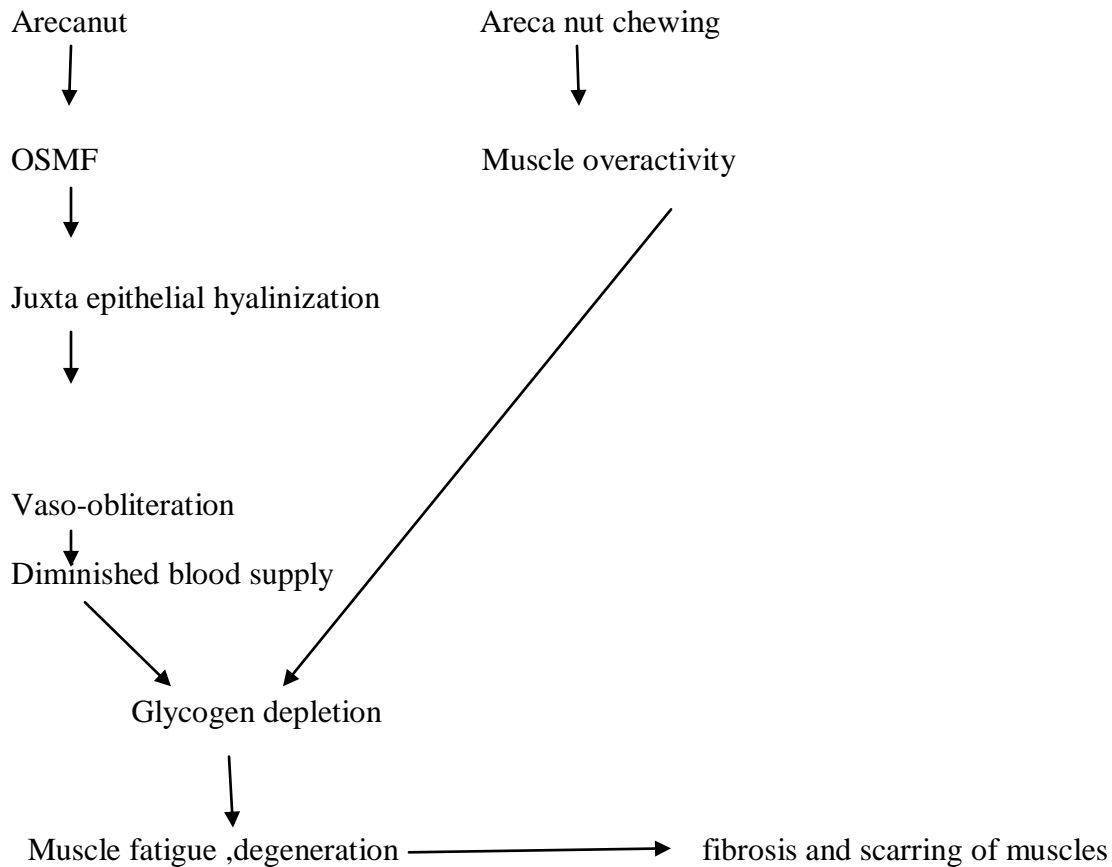 Arecanut
Areca nut chewing
OSMF
Muscle overactivity
Juxta epithelial hyalinization
Vaso-obliteration
Diminished blood supply
Glycogen depletion
Muscle fatigue ,degeneration
fibrosis and scarring of muscles